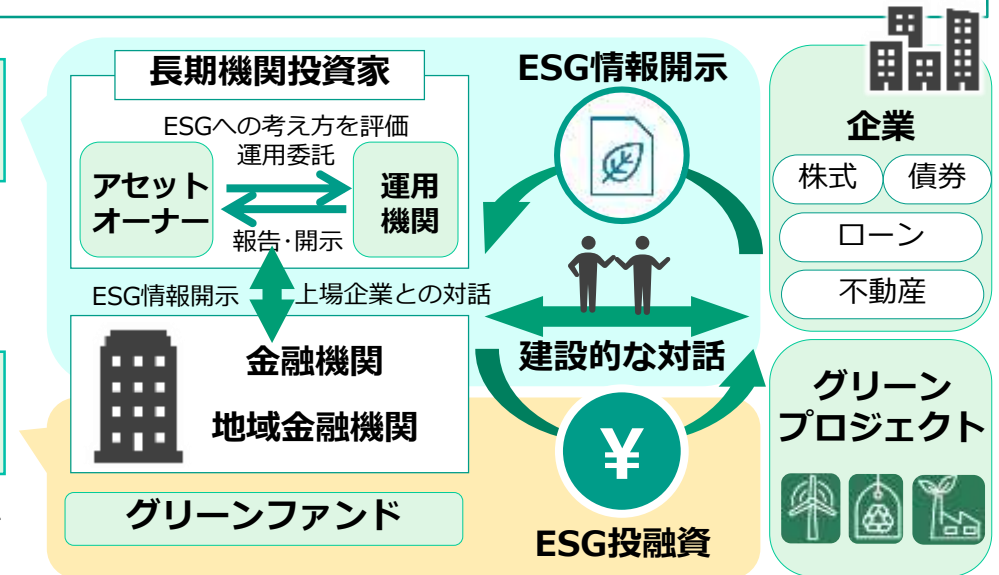 長期機関投資家
ESGへの考え方を評価
運用委託
アセット
オーナー
運用
機関
報告・開示
ESG情報開示
上場企業との対話
金融機関
地域金融機関
グリーンファンド
ESG情報開示
建設的な対話
¥
ESG投融資
企業
株式
債券
ローン
不動産
グリーン
プロジェクト